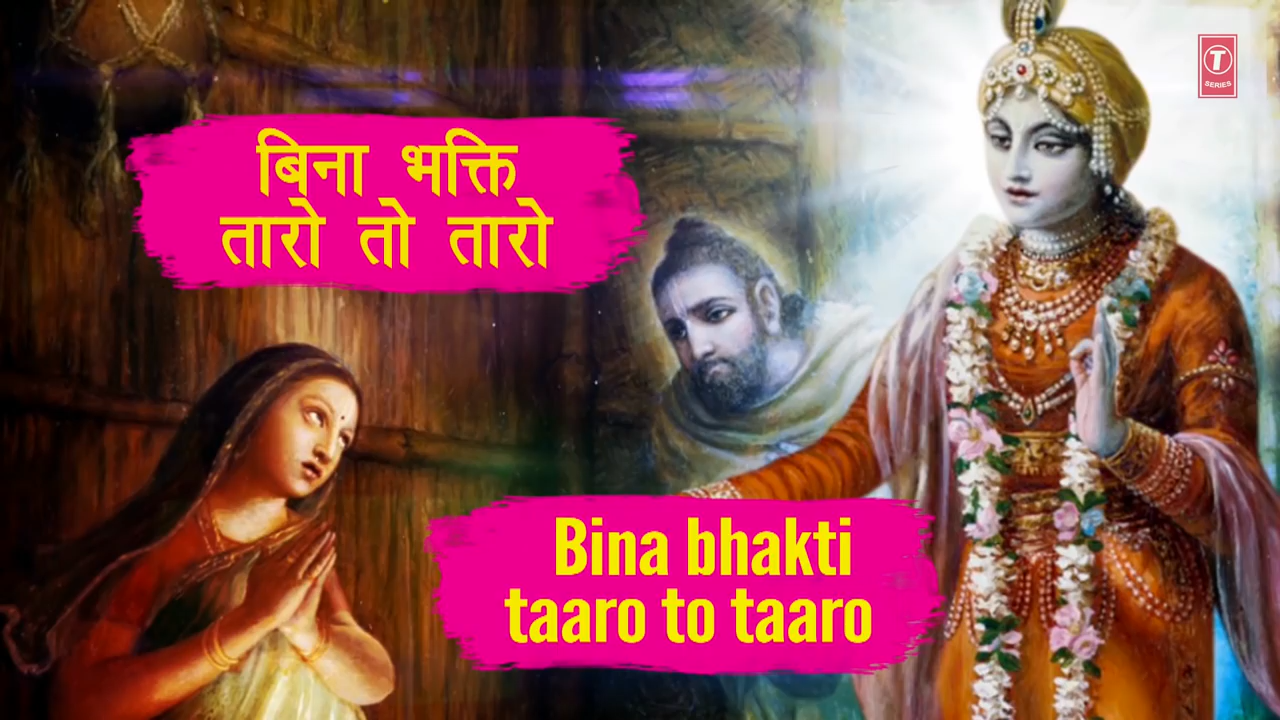 बिना भक्ति
तारो तो तारो
Bina bhakti
taaro to taaro
T
SERIES